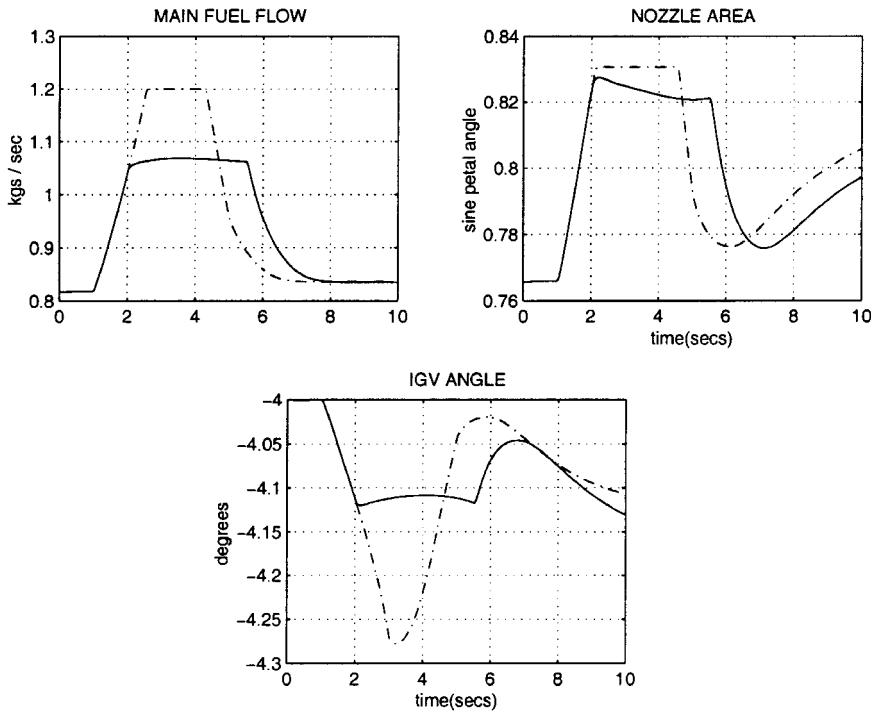 MAIN FUEL FLOW
1.3
1.2
1.1
1
0.9
0.8
kgs / sec
0 2 4 6 8 10
NOZZLE AREA
0.84
0.82
0.8
0.78
0.76
sine petal angle
0 2 4 6 8 10
time(secs)
IGV ANGLE
−4
−4.05
−4.1
−4.15
−4.2
−4.25
−4.3
degrees
0 2 4 6 8 10
time(secs)